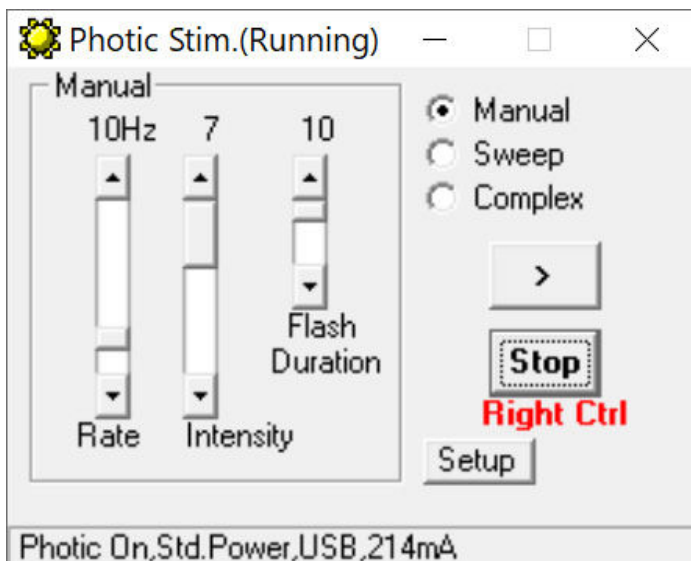 Photic Stim.(Running)
Manual
10Hz 7 10
Rate Intensity
Flash
Duration
Manual
Sweep
Complex
>
Stop
Right Ctrl
Setup
Photic On,Std.Power,USB,214mA